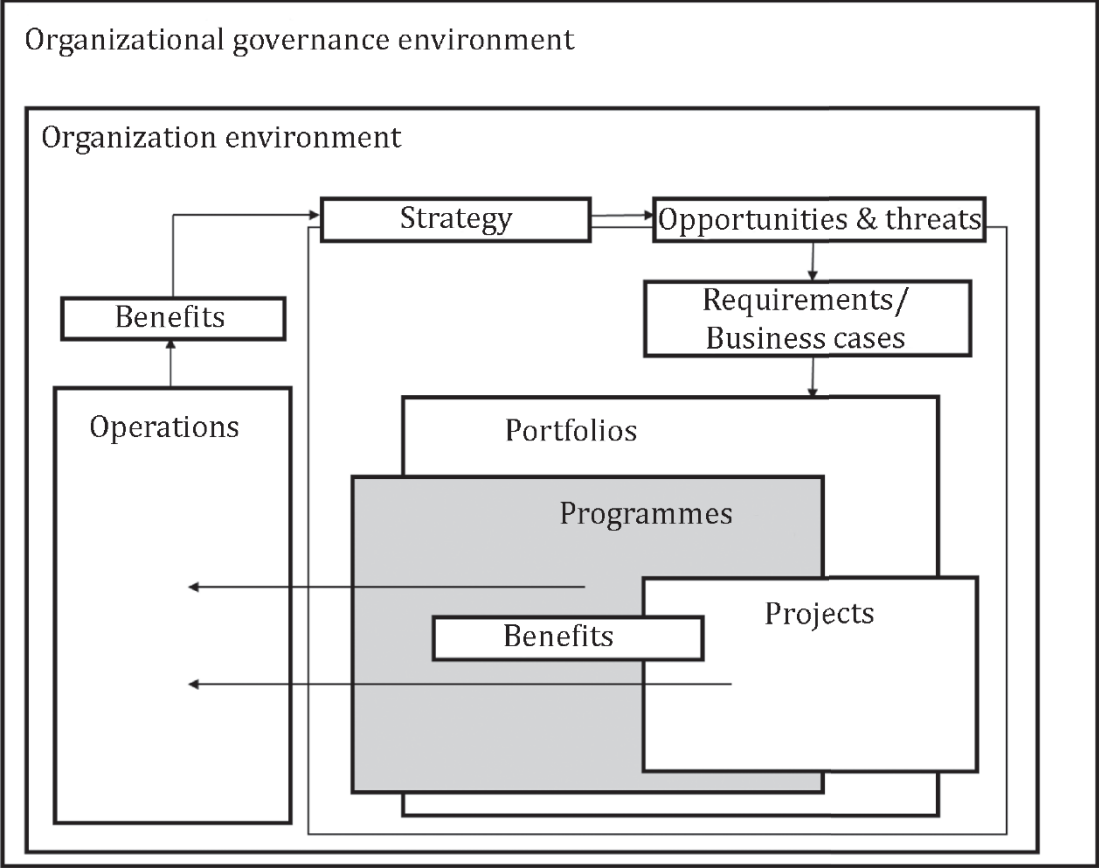 Organizational governance environment
Organization environment
Strategy
Opportunities & threats
Benefits
Requirements/
Business cases
Operations
Portfolios
Programmes
Projects
Benefits